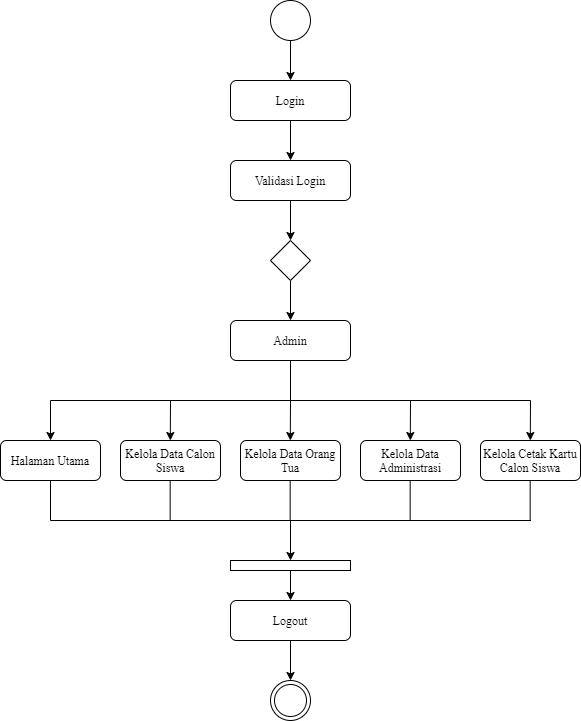 Login
Validasi Login
Admin
Halaman Utama
Kelola Data Calon
Siswa
Kelola Data Orang
Tua
Kelola Data
Administrasi
Kelola Cetak Kartu
Calon Siswa
Logout